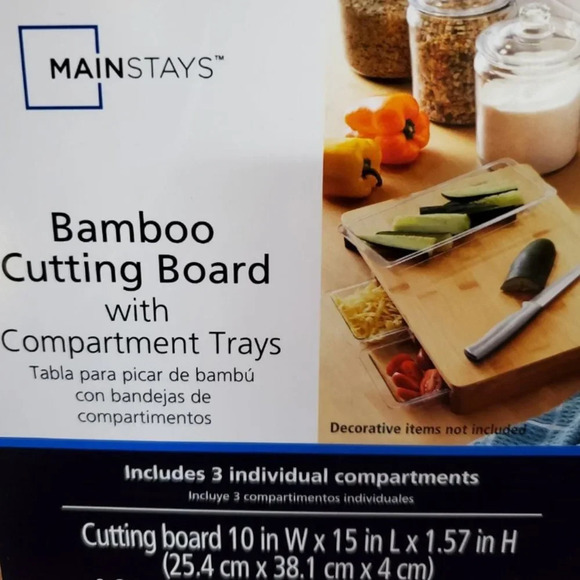 MAINSTAYS™
Bamboo
Cutting Board
with
Compartment Trays
Tabla para picar de bambú
con bandejas de
compartimentos
Decorative items not included
Includes 3 individual compartments
Incluye 3 compartimentos individuales
Cutting board 10 in W x 15 in L x 1.57 in H
(25.4 cm x 38.1 cm x 4 cm)